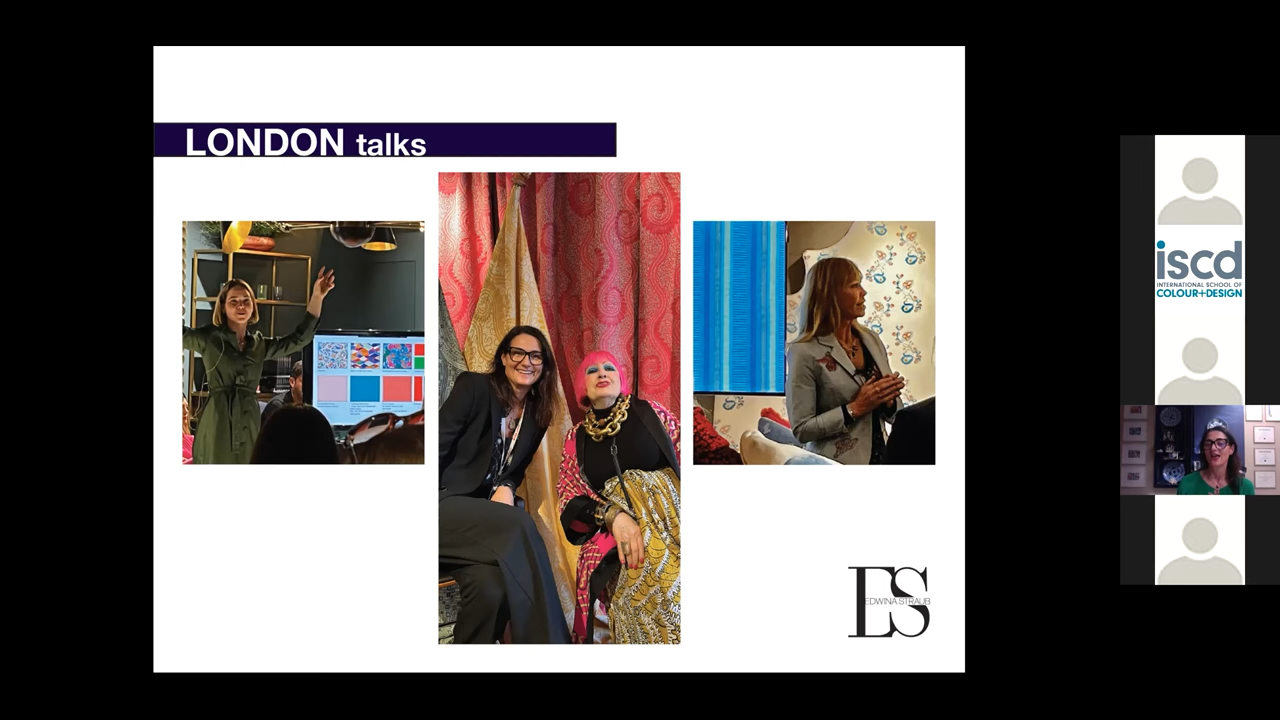 LONDON talks
ES
EDWINA STRAUB
iscd
INTERNATIONAL SCHOOL OF
COLOUR+DESIGN